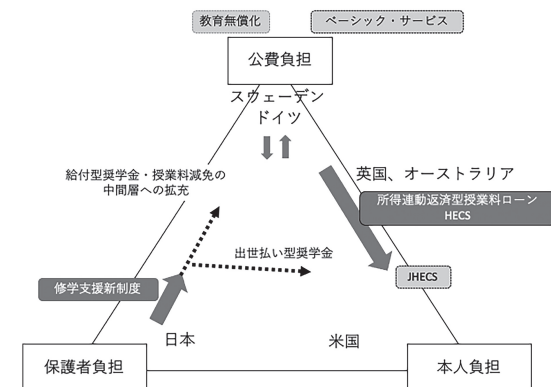 教育無償化
ベーシック・サービス
公費負担
スウェーデン
ドイツ
給付型奨学金・授業料減免の
中間層への拡充
英国、オーストラリア
所得連動返済型授業料ローン
HECS
出世払い型奨学金
JHECS
修学支援新制度
日本
米国
保護者負担
本人負担